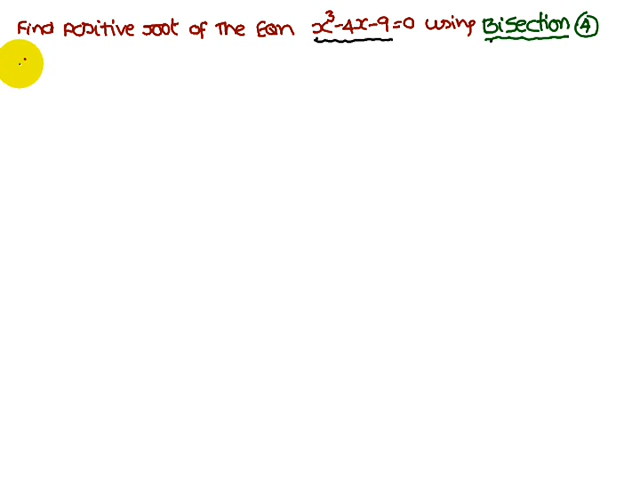 Find positive root of The Eqn x³-4x-9=0 using Bisection ④